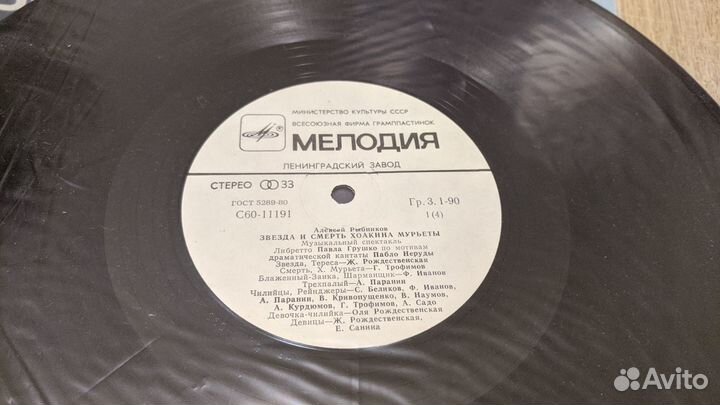 МИНИСТЕРСТВО КУЛЬТУРЫ СССР
ВСЕСОЮЗНАЯ ФИРМА ГРАМПЛАСТИНОК
МЕЛОДИЯ
ЛЕНИНГРАДСКИЙ ЗАВОД
СТЕРЕО 33
ГОСТ 5289-80
С60-11191
Гр. 3. 1-90
1(4)
Алексей Рыбников
ЗВЕЗДА И СМЕРТЬ ХОАКИНА МУРЬЕТЫ
Музыкальный спектакль
Либретто Павла Грушко по мотивам
драматической кантаты Пабло Неруды
Звезда, Тереса—Ж. Рождественская
Смерть, Х. Мурьета—Г. Трофимов
Блаженный-Заика, Шарманщик—Ф. Иванов
Трехпалый—А. Паранин
Чилийцы, Рейнджеры—С. Беликов, Ф. Иванов,
А. Паранин, В. Кривопущенко, В. Наумов,
А. Курдюмов, Г. Трофимов, А. Садо
Девочка-чилийка—Оля Рождественская
Девицы—Ж. Рождественская,
Е. Санина
Avito